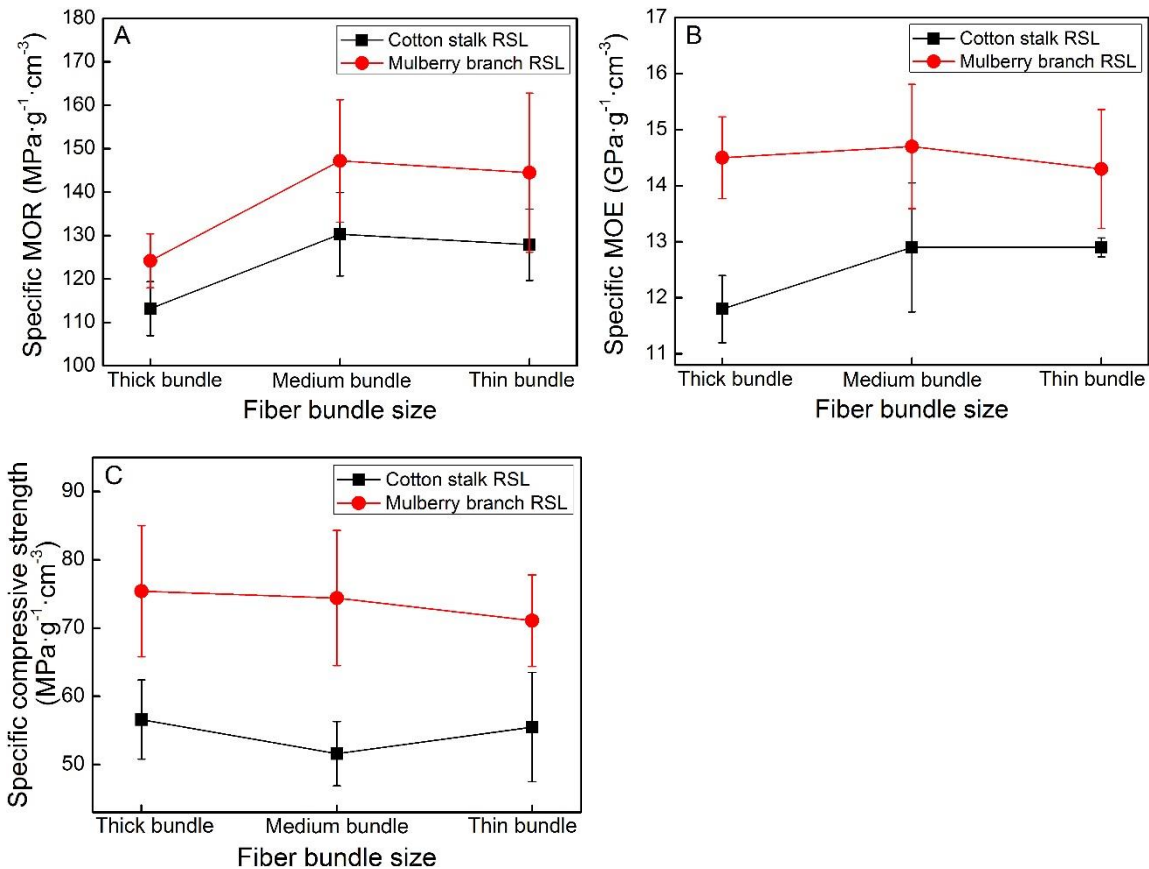 A
Cotton stalk RSL
Mulberry branch RSL
Specific MOR (MPa·g⁻¹·cm⁻³)
180
170
160
150
140
130
120
110
100
Thick bundle Medium bundle Thin bundle
Fiber bundle size
B
Cotton stalk RSL
Mulberry branch RSL
Specific MOE (GPa·g⁻¹·cm⁻³)
17
16
15
14
13
12
11
Thick bundle Medium bundle Thin bundle
Fiber bundle size
C
Cotton stalk RSL
Mulberry branch RSL
Specific compressive strength
(MPa·g⁻¹·cm⁻³)
90
80
70
60
50
Thick bundle Medium bundle Thin bundle
Fiber bundle size